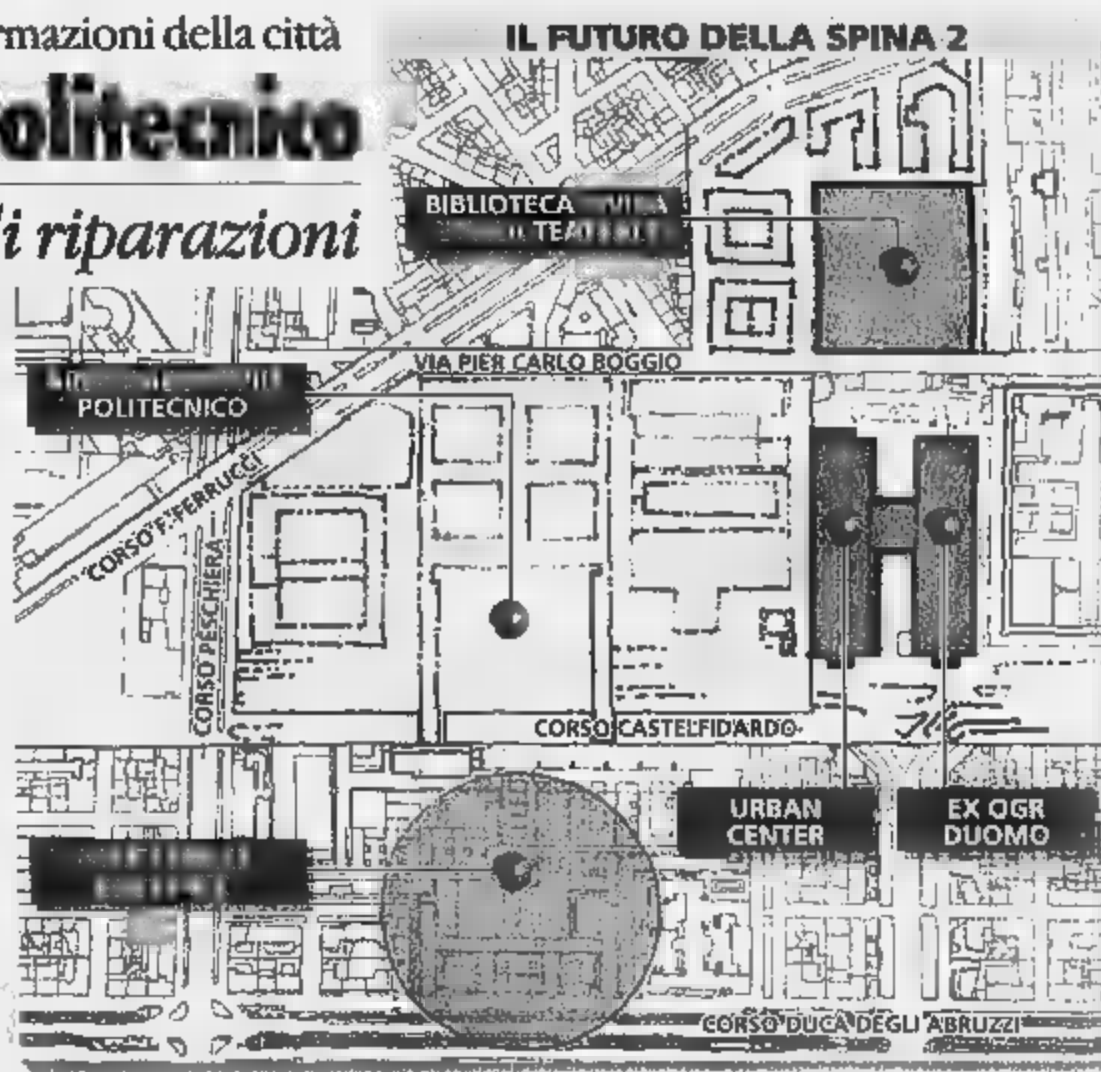 rmazioni della città
olitecnico
li riparazioni
IL FUTURO DELLA SPINA 2
BIBLIOTECA
VIA PIER CARLO BOGGIO
POLITECNICO
CORSO F. FERRUCCI
CORSO PESCHIERA
CORSO CASTELFIDARDO
URBAN
CENTER
EX OGR
DUOMO
CORSO DUCA DEGLI ABRUZZI